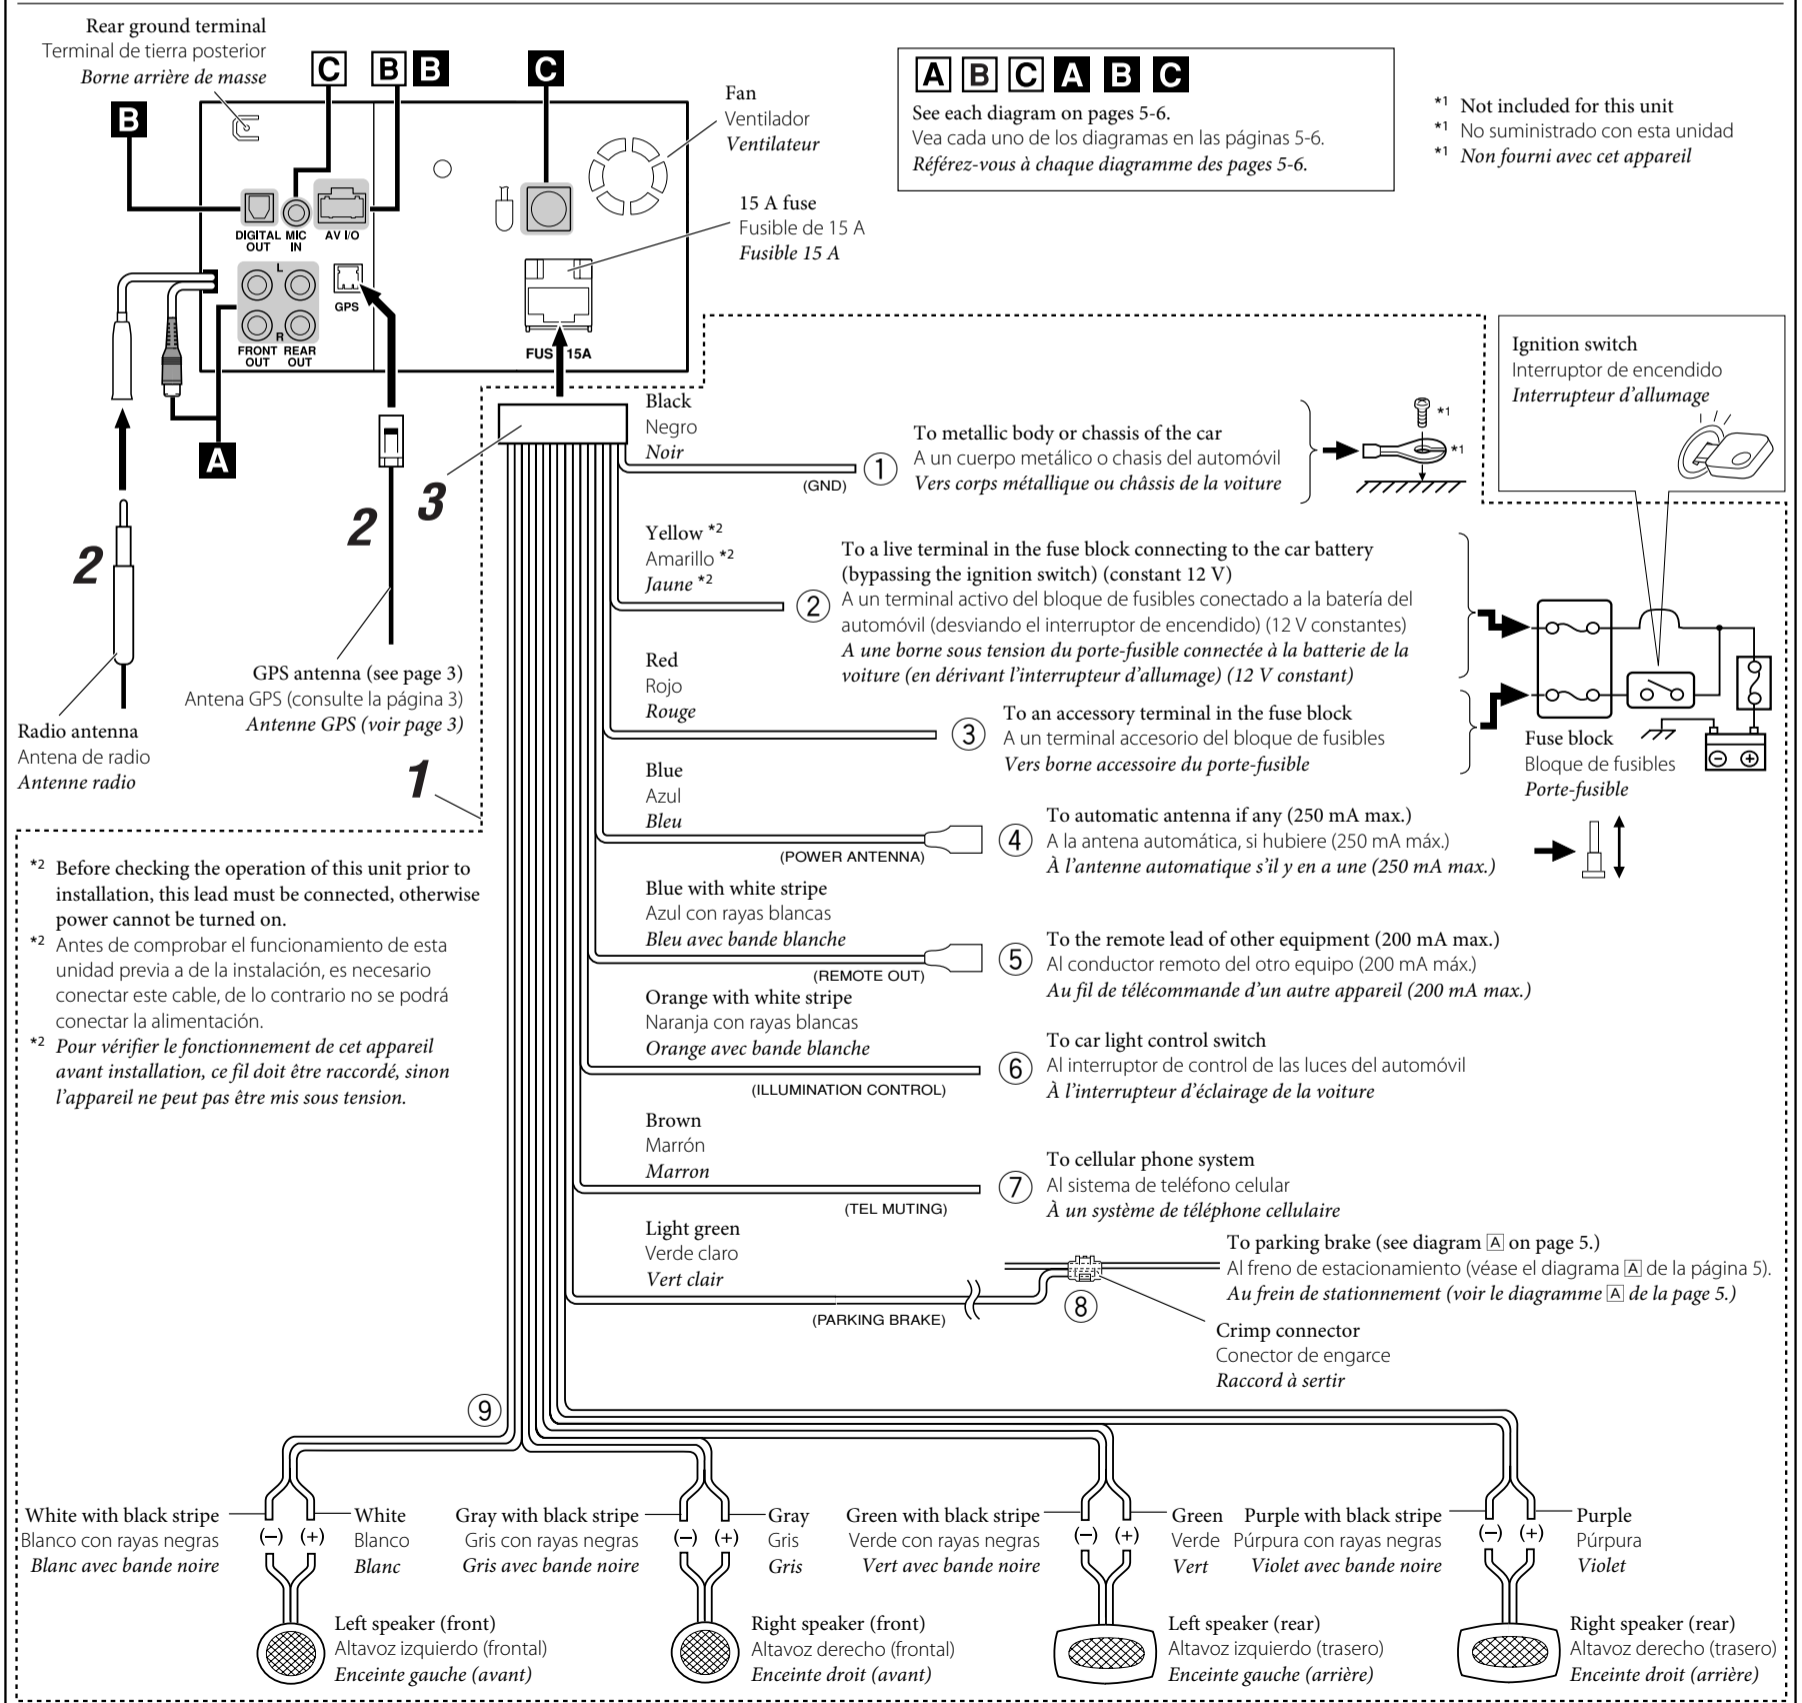 Rear ground terminal
Terminal de tierra posterior
Borne arrière de masse
C
B B
C
B
Fan
Ventilador
Ventilateur
A B C A B C
See each diagram on pages 5-6.
Vea cada uno de los diagramas en las páginas 5-6.
Référez-vous à chaque diagramme des pages 5-6.
*1 Not included for this unit
*1 No suministrado con esta unidad
*1 Non fourni avec cet appareil
15 A fuse
Fusible de 15 A
Fusible 15 A
DIGITAL OUT
MIC IN
AV I/O
L
GPS
R
FRONT OUT
REAR OUT
FUS 15A
A
2
2
3
Radio antenna
Antena de radio
Antenne radio
GPS antenna (see page 3)
Antena GPS (consulte la página 3)
Antenne GPS (voir page 3)
1
Ignition switch
Interruptor de encendido
Interrupteur d'allumage
Black
Negro
Noir
(GND)
①
To metallic body or chassis of the car
A un cuerpo metálico o chasis del automóvil
Vers corps métallique ou châssis de la voiture
*1
*1
Yellow *2
Amarillo *2
Jaune *2
②
To a live terminal in the fuse block connecting to the car battery
(bypassing the ignition switch) (constant 12 V)
A un terminal activo del bloque de fusibles conectado a la batería del
automóvil (desviando el interruptor de encendido) (12 V constantes)
A une borne sous tension du porte-fusible connectée à la batterie de la
voiture (en dérivant l'interrupteur d'allumage) (12 V constant)
Red
Rojo
Rouge
③
To an accessory terminal in the fuse block
A un terminal accesorio del bloque de fusibles
Vers borne accessoire du porte-fusible
Fuse block
Bloque de fusibles
Porte-fusible
Blue
Azul
Bleu
(POWER ANTENNA)
④
To automatic antenna if any (250 mA max.)
A la antena automática, si hubiere (250 mA máx.)
À l'antenne automatique s'il y en a une (250 mA max.)
*2 Before checking the operation of this unit prior to
installation, this lead must be connected, otherwise
power cannot be turned on.
*2 Antes de comprobar el funcionamiento de esta
unidad previa a de la instalación, es necesario
conectar este cable, de lo contrario no se podrá
conectar la alimentación.
*2 Pour vérifier le fonctionnement de cet appareil
avant installation, ce fil doit être raccordé, sinon
l'appareil ne peut pas être mis sous tension.
Blue with white stripe
Azul con rayas blancas
Bleu avec bande blanche
(REMOTE OUT)
⑤
To the remote lead of other equipment (200 mA max.)
Al conductor remoto del otro equipo (200 mA máx.)
Au fil de télécommande d'un autre appareil (200 mA max.)
Orange with white stripe
Naranja con rayas blancas
Orange avec bande blanche
(ILLUMINATION CONTROL)
⑥
To car light control switch
Al interruptor de control de las luces del automóvil
À l'interrupteur d'éclairage de la voiture
Brown
Marrón
Marron
(TEL MUTING)
⑦
To cellular phone system
Al sistema de teléfono celular
À un système de téléphone cellulaire
Light green
Verde claro
Vert clair
(PARKING BRAKE)
⑧
To parking brake (see diagram A on page 5.)
Al freno de estacionamiento (véase el diagrama A de la página 5).
Au frein de stationnement (voir le diagramme A de la page 5.)
Crimp connector
Conector de engarce
Raccord à sertir
⑨
White with black stripe
Blanco con rayas negras
Blanc avec bande noire
(−) (+)
White
Blanco
Blanc
Gray with black stripe
Gris con rayas negras
Gris avec bande noire
(−) (+)
Gray
Gris
Gris
Green with black stripe
Verde con rayas negras
Vert avec bande noire
(−) (+)
Green
Verde
Vert
Purple with black stripe
Púrpura con rayas negras
Violet avec bande noire
(−) (+)
Purple
Púrpura
Violet
Left speaker (front)
Altavoz izquierdo (frontal)
Enceinte gauche (avant)
Right speaker (front)
Altavoz derecho (frontal)
Enceinte droit (avant)
Left speaker (rear)
Altavoz izquierdo (trasero)
Enceinte gauche (arrière)
Right speaker (rear)
Altavoz derecho (trasero)
Enceinte droit (arrière)